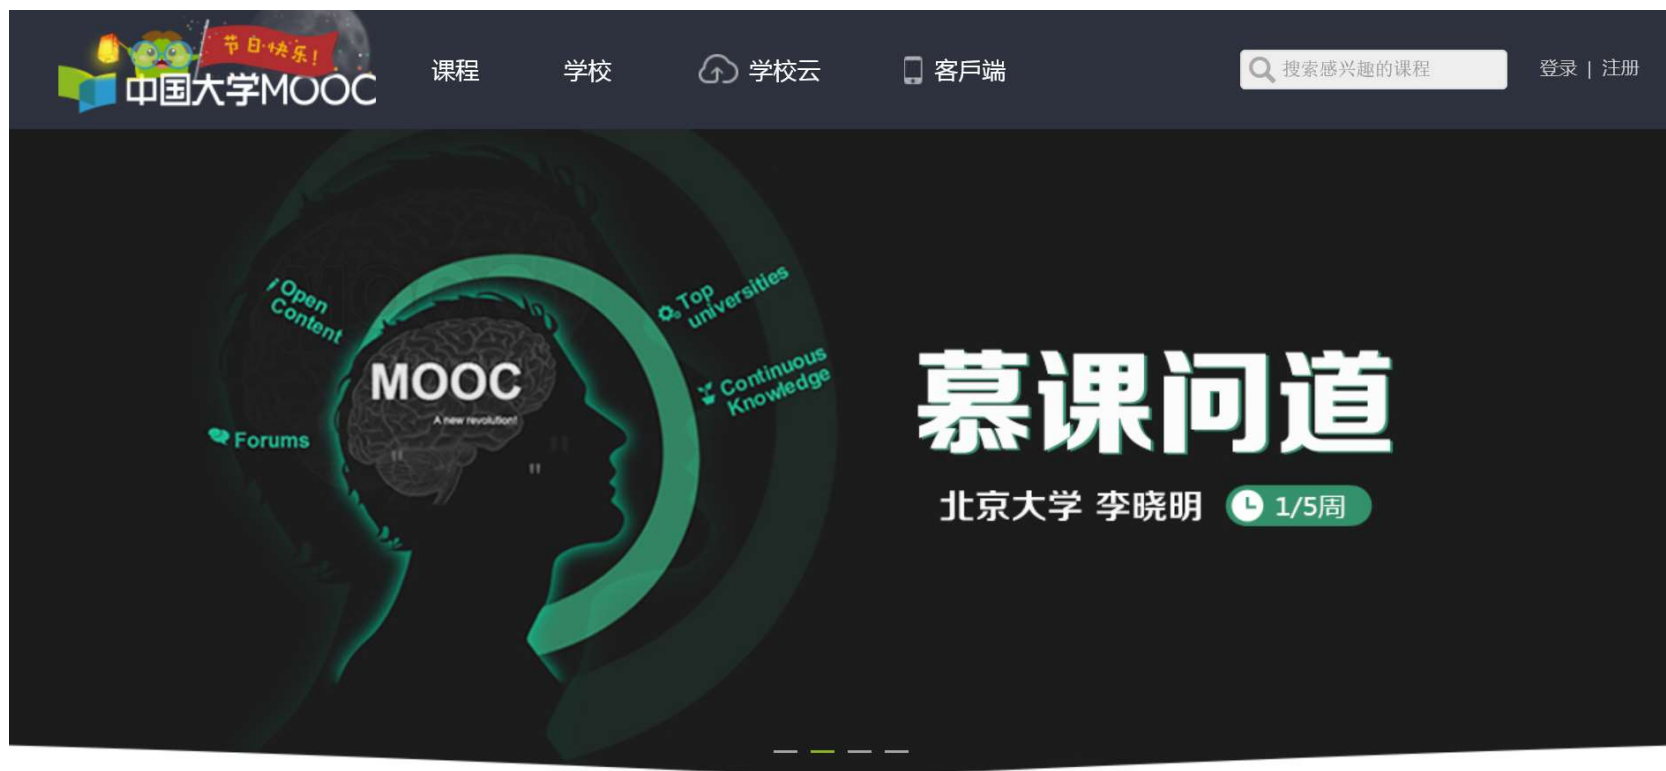 节日·快乐!
中国大学MOOC
课程
学校
学校云
客戶端
搜索感兴趣的课程
登录 | 注册
Open
Content
Top
universities
Continuous
Knowledge
MOOC
A new revolution!
Forums
慕课问道
北京大学 李晓明
1/5周